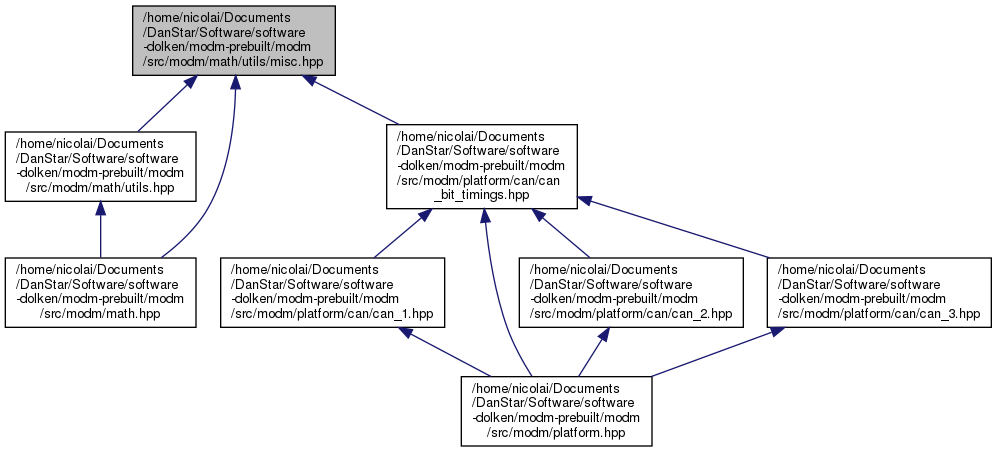 /home/nicolai/Documents
/DanStar/Software/software
-dolken/modm-prebuilt/modm
/src/modm/math/utils/misc.hpp
/home/nicolai/Documents
/DanStar/Software/software
-dolken/modm-prebuilt/modm
/src/modm/math/utils.hpp
/home/nicolai/Documents
/DanStar/Software/software
-dolken/modm-prebuilt/modm
/src/modm/platform/can/can
_bit_timings.hpp
/home/nicolai/Documents
/DanStar/Software/software
-dolken/modm-prebuilt/modm
/src/modm/math.hpp
/home/nicolai/Documents
/DanStar/Software/software
-dolken/modm-prebuilt/modm
/src/modm/platform/can/can_1.hpp
/home/nicolai/Documents
/DanStar/Software/software
-dolken/modm-prebuilt/modm
/src/modm/platform/can/can_2.hpp
/home/nicolai/Documents
/DanStar/Software/software
-dolken/modm-prebuilt/modm
/src/modm/platform/can/can_3.hpp
/home/nicolai/Documents
/DanStar/Software/software
-dolken/modm-prebuilt/modm
/src/modm/platform.hpp